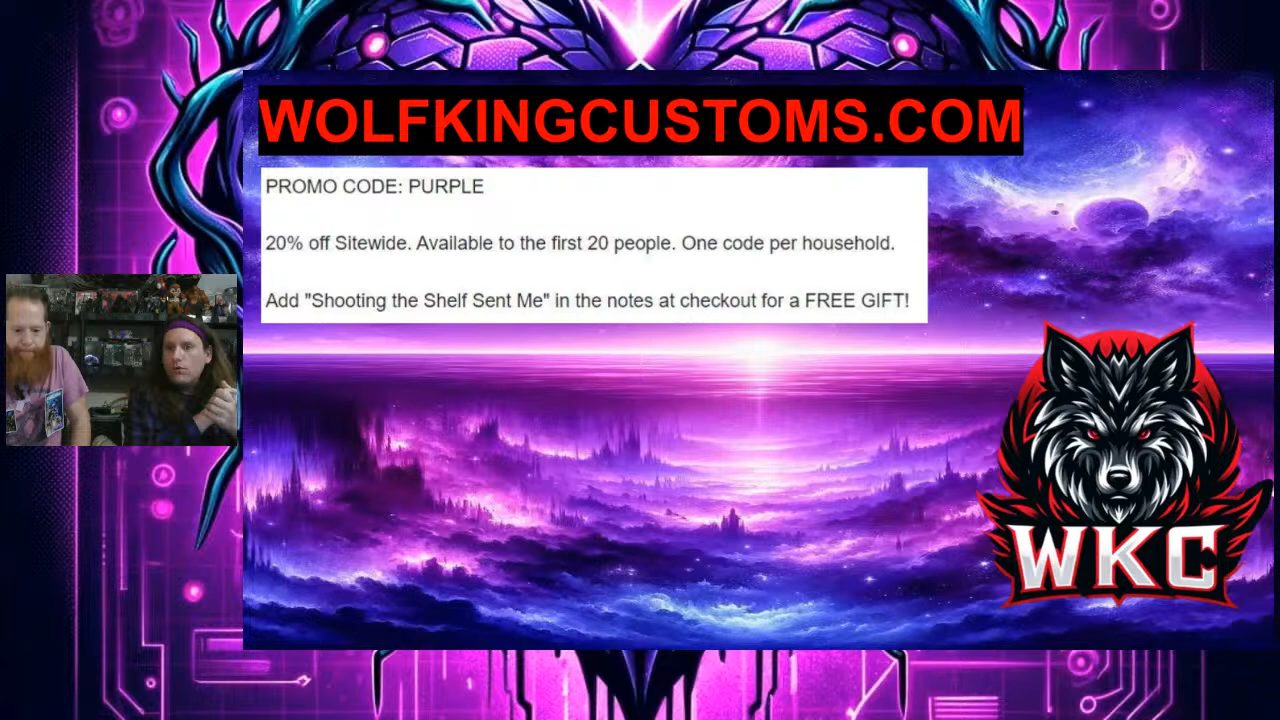 WOLFKINGCUSTOMS.COM
PROMO CODE: PURPLE
20% off Sitewide. Available to the first 20 people. One code per household.
Add "Shooting the Shelf Sent Me" in the notes at checkout for a FREE GIFT!
WKC